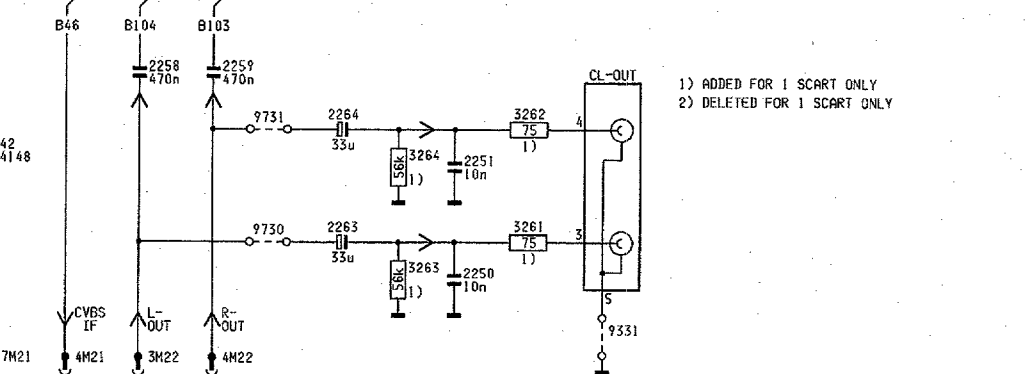 B46
B104
B103
2258
470n
2259
470n
CL-OUT
1) ADDED FOR 1 SCART ONLY
2) DELETED FOR 1 SCART ONLY
9731
2264
33u
3262
75
1)
4
42
4148
56k
3264
1)
2251
10n
9730
2263
33u
3261
75
1)
3
56k
3263
1)
2250
10n
5
CVBS
IF
L-
OUT
R-
OUT
9331
7M21
4M21
3M22
4M22